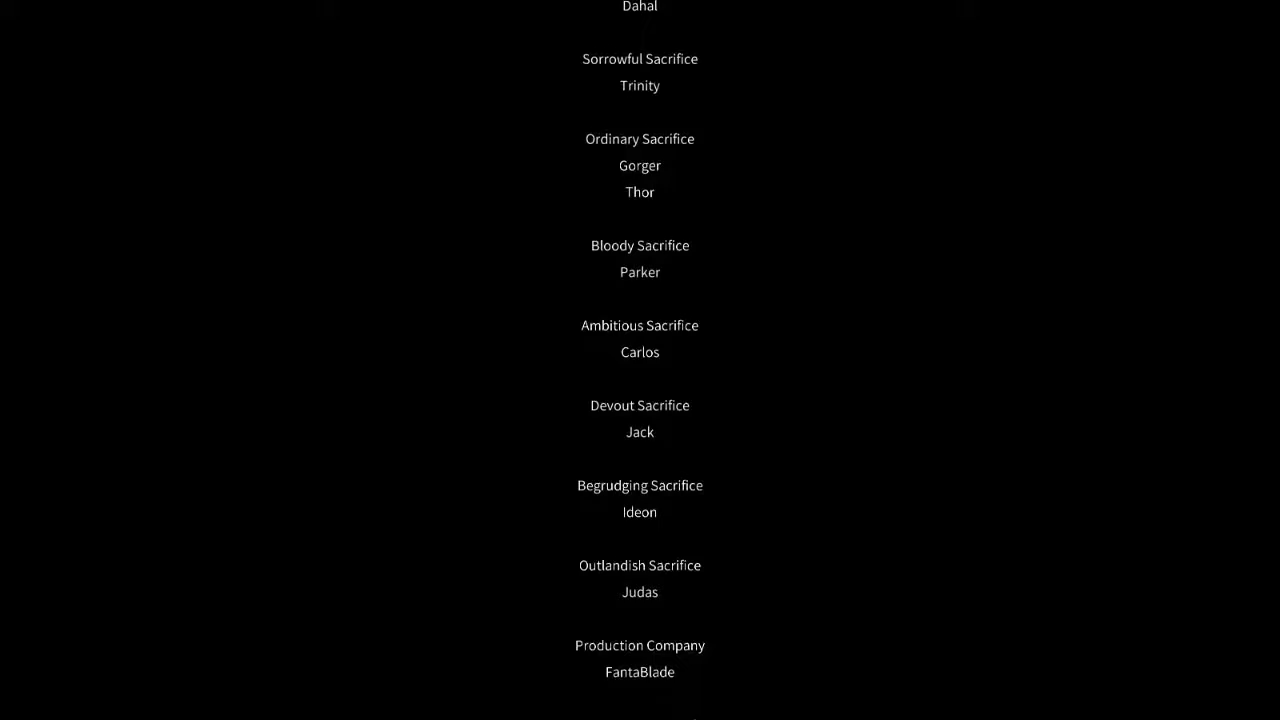 Dahal
Sorrowful Sacrifice
Trinity
Ordinary Sacrifice
Gorger
Thor
Bloody Sacrifice
Parker
Ambitious Sacrifice
Carlos
Devout Sacrifice
Jack
Begrudging Sacrifice
Ideon
Outlandish Sacrifice
Judas
Production Company
FantaBlade